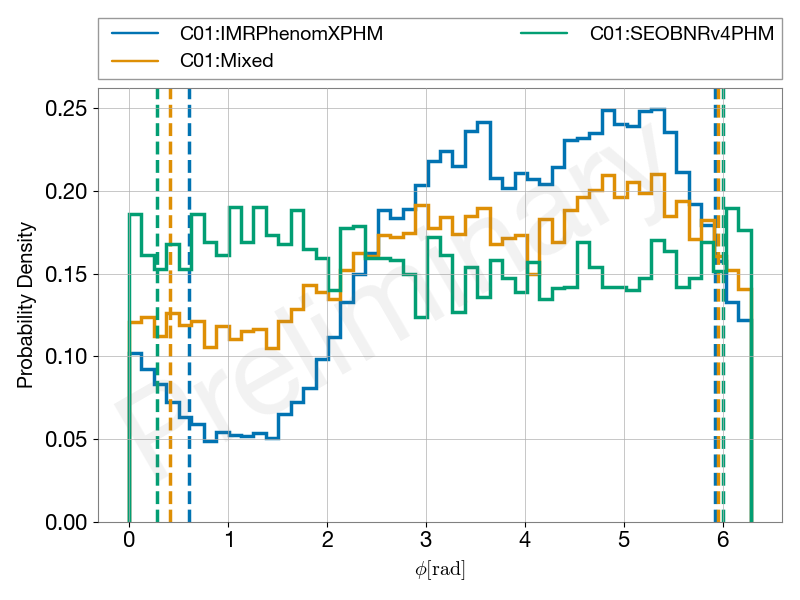 C01:IMRPhenomXPHM
C01:Mixed
C01:SEOBNRv4PHM
0.25
0.20
0.15
0.10
0.05
0.00
Probability Density
Preliminary
0 1 2 3 4 5 6
ϕ[rad]